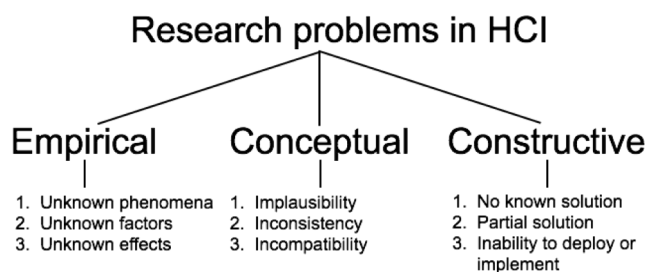 Research problems in HCI
Empirical
1. Unknown phenomena
2. Unknown factors
3. Unknown effects
Conceptual
1. Implausibility
2. Inconsistency
3. Incompatibility
Constructive
1. No known solution
2. Partial solution
3. Inability to deploy or
implement